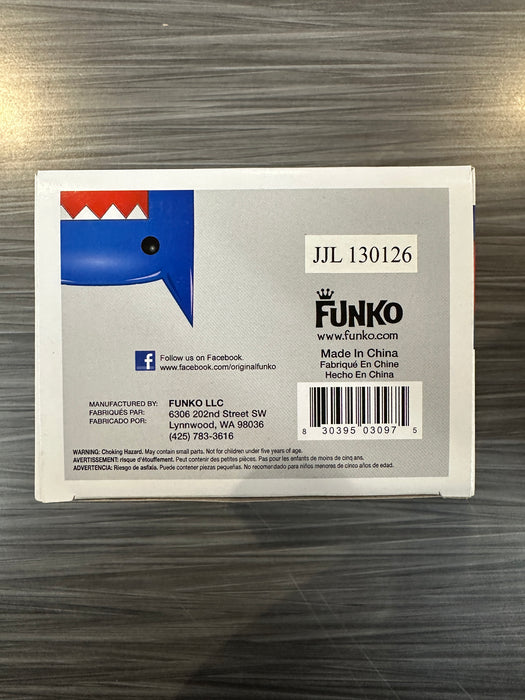 JJL 130126
FUNKO
www.funko.com
Made In China
Fabriqué En Chine
Hecho En China
f Follow us on Facebook
www.facebook.com/originalfunko
MANUFACTURED BY: FUNKO LLC
FABRIQUÉS PAR: 6306 202nd Street SW
FABRICADO POR: Lynnwood, WA 98036
(425) 783-3616
8 30395 03097 5
WARNING: Choking Hazard. May contain small parts. Not for children under five years of age.
AVERTISSEMENT: risque d'étouffement. Peut contenir des petites pièces. Pas pour les enfants de moins de cinq ans.
ADVERTENCIA: Riesgo de asfixia. Puede contener piezas pequeñas. No recomendado para niños menores de cinco años de edad.